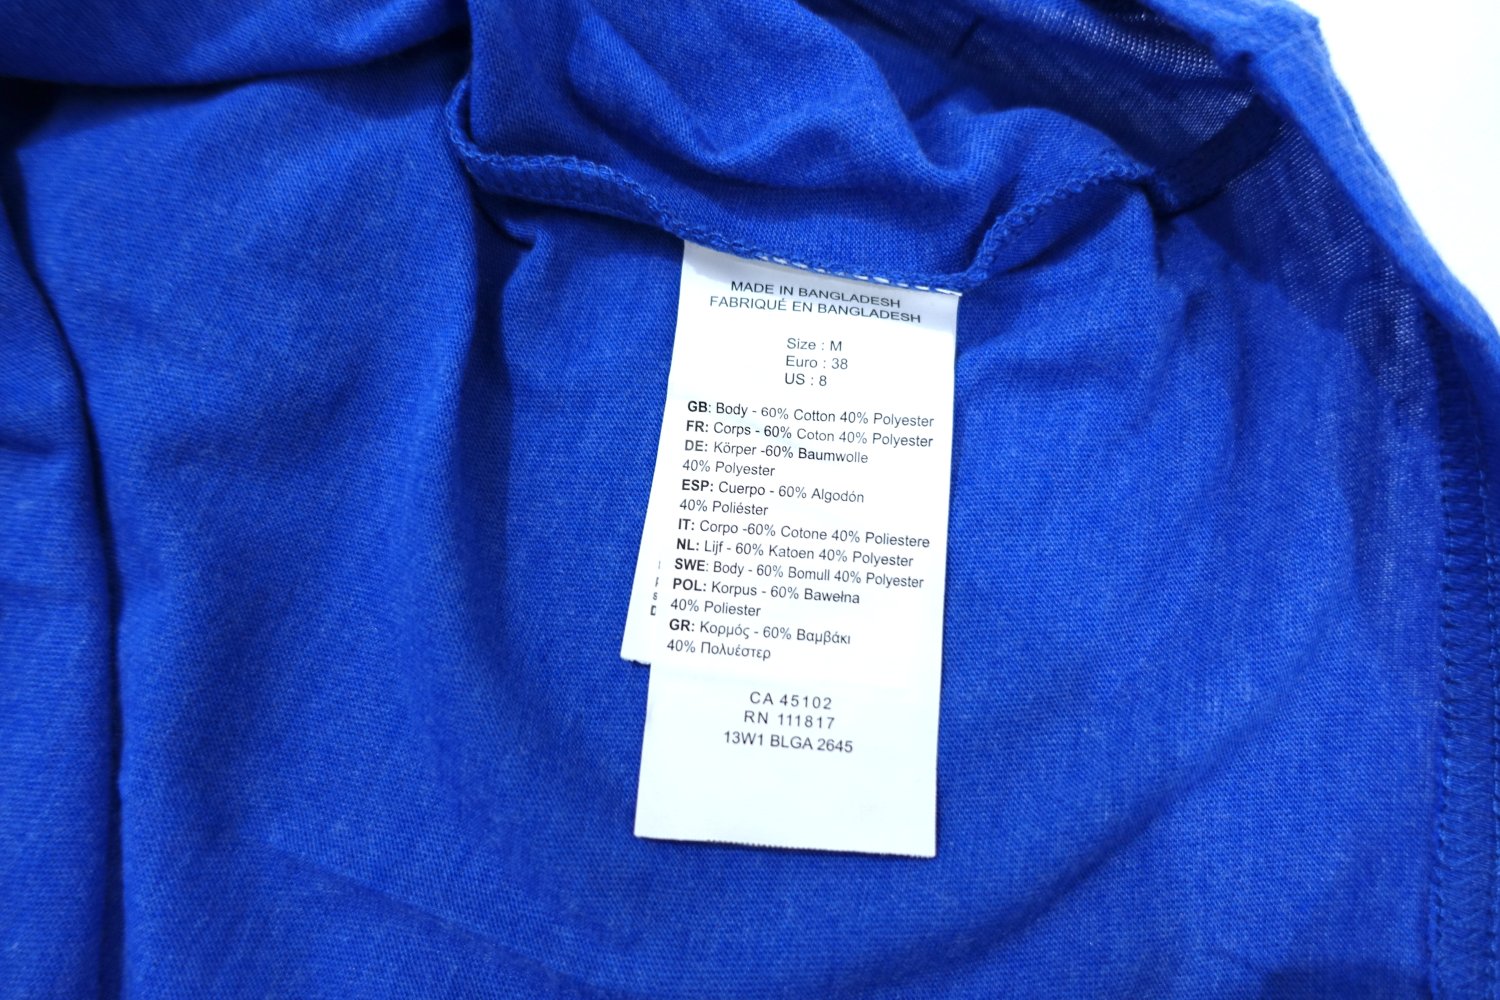 MADE IN BANGLADESH
FABRIQUÉ EN BANGLADESH
Size : M
Euro : 38
US : 8
GB: Body - 60% Cotton 40% Polyester
FR: Corps - 60% Coton 40% Polyester
DE: Körper -60% Baumwolle
40% Polyester
ESP: Cuerpo - 60% Algodón
40% Poliéster
IT: Corpo -60% Cotone 40% Poliestere
NL: Lijf - 60% Katoen 40% Polyester
SWE: Body - 60% Bomull 40% Polyester
POL: Korpus - 60% Bawełna
40% Poliester
GR: Κορμός - 60% Βαμβάκι
40% Πολυέστερ
CA 45102
RN 111817
13W1 BLGA 2645